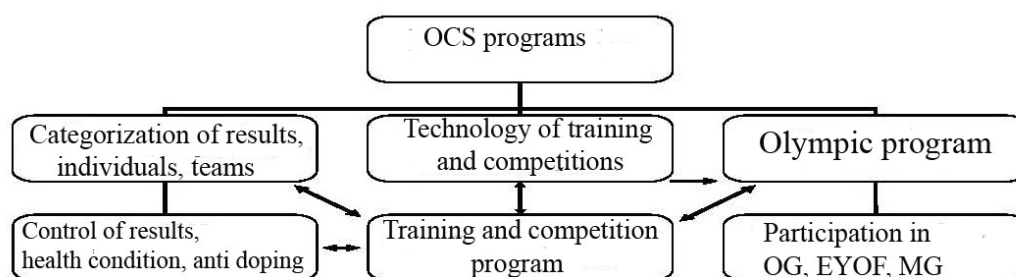 OCS programs
Categorization of results,
individuals, teams
Technology of training
and competitions
Olympic program
Control of results,
health condition, anti doping
Training and competition
program
Participation in
OG, EYOF, MG